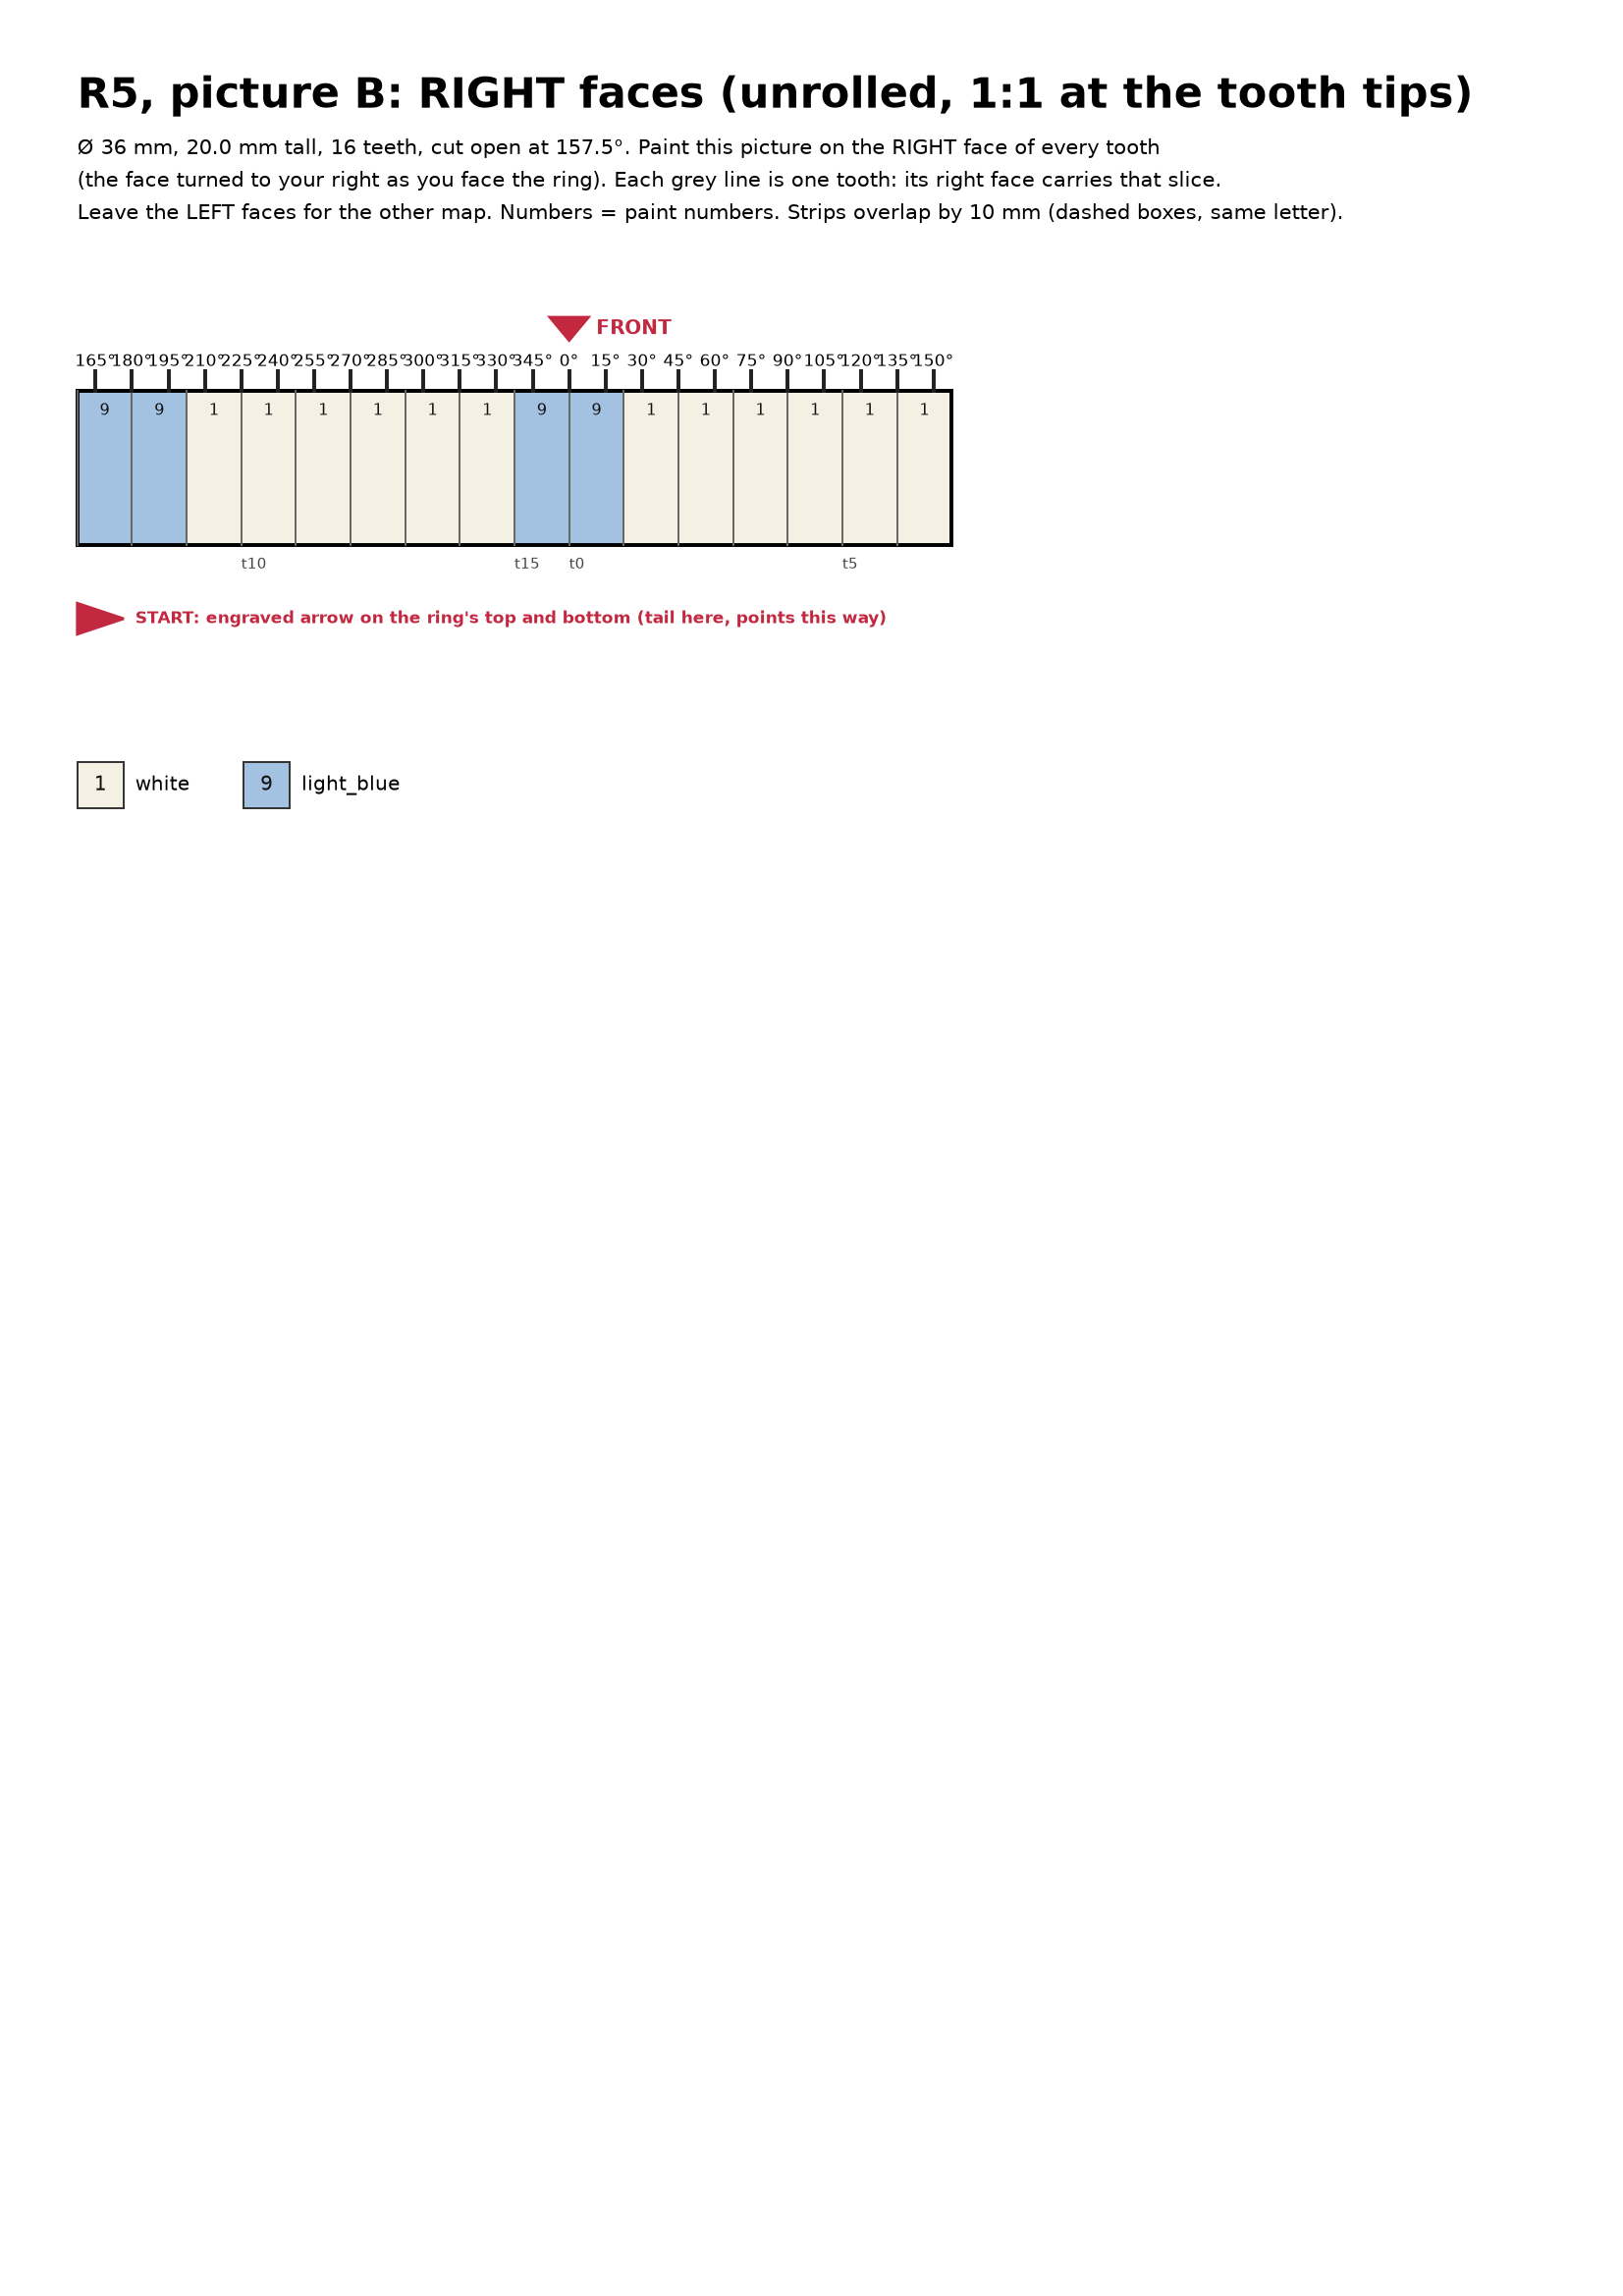 R5, picture B: RIGHT faces (unrolled, 1:1 at the tooth tips)
Ø 36 mm, 20.0 mm tall, 16 teeth, cut open at 157.5°. Paint this picture on the RIGHT face of every tooth
(the face turned to your right as you face the ring). Each grey line is one tooth: its right face carries that slice.
Leave the LEFT faces for the other map. Numbers = paint numbers. Strips overlap by 10 mm (dashed boxes, same letter).
FRONT
165° 180° 195° 210° 225° 240° 255° 270° 285° 300° 315° 330° 345° 0° 15° 30° 45° 60° 75° 90° 105° 120° 135° 150°
9 9 1 1 1 1 1 1 9 9 1 1 1 1 1 1
t10 t15 t0 t5
START: engraved arrow on the ring's top and bottom (tail here, points this way)
1 white 9 light_blue